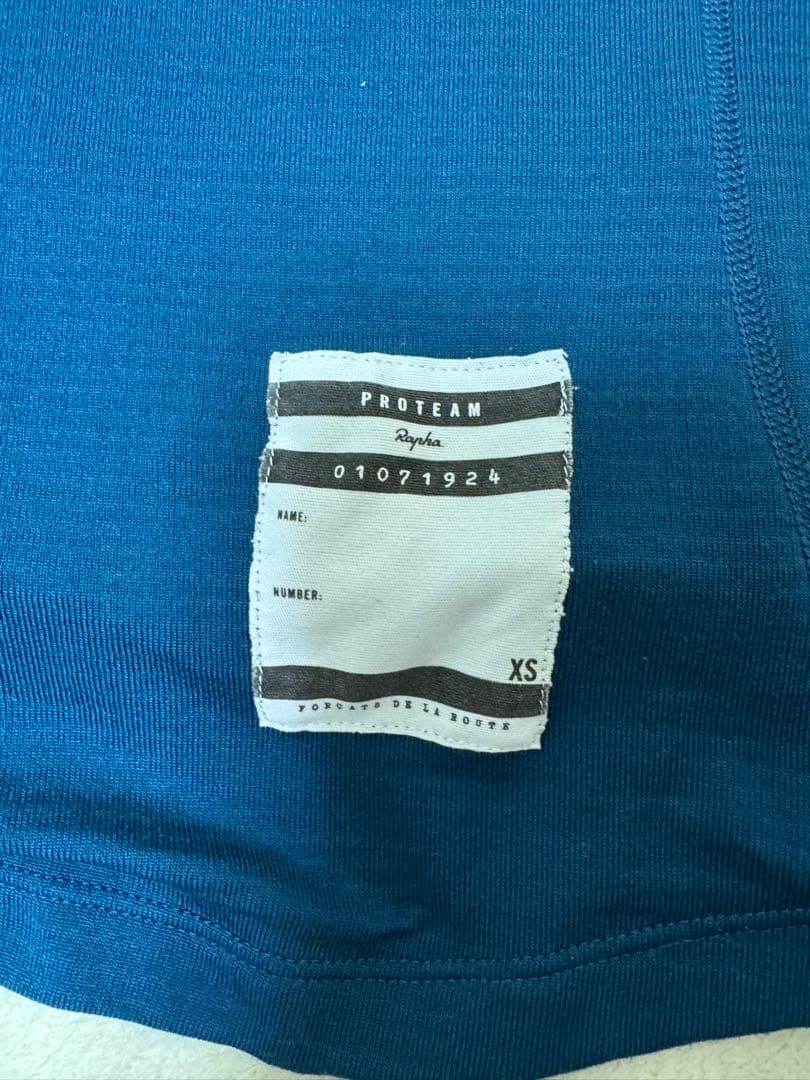 PROTEAM
Rapha
01071924
NAME:
NUMBER:
XS
FORÇATS DE LA ROUTE